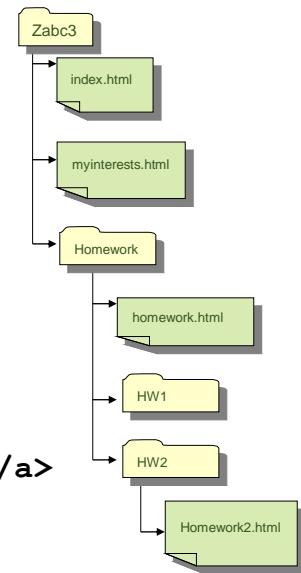 Zabc3
index.html
myinterests.html
Homework
homework.html
HW1
HW2
/a>
Homework2.html